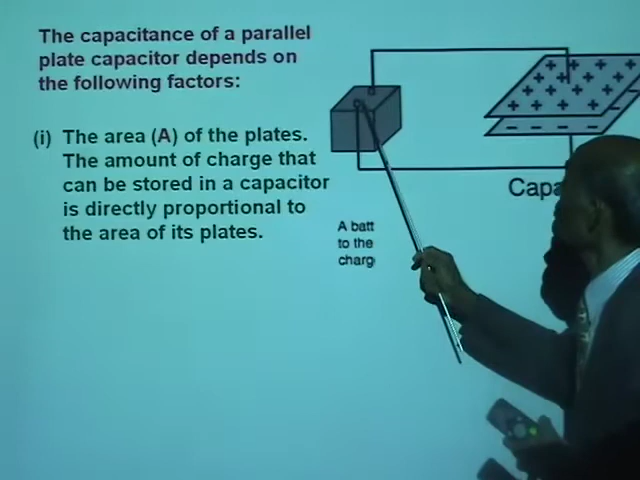 The capacitance of a parallel
plate capacitor depends on
the following factors:
(i) The area (A) of the plates.
The amount of charge that
can be stored in a capacitor
is directly proportional to
the area of its plates.
Capa
A batt
to the
charg